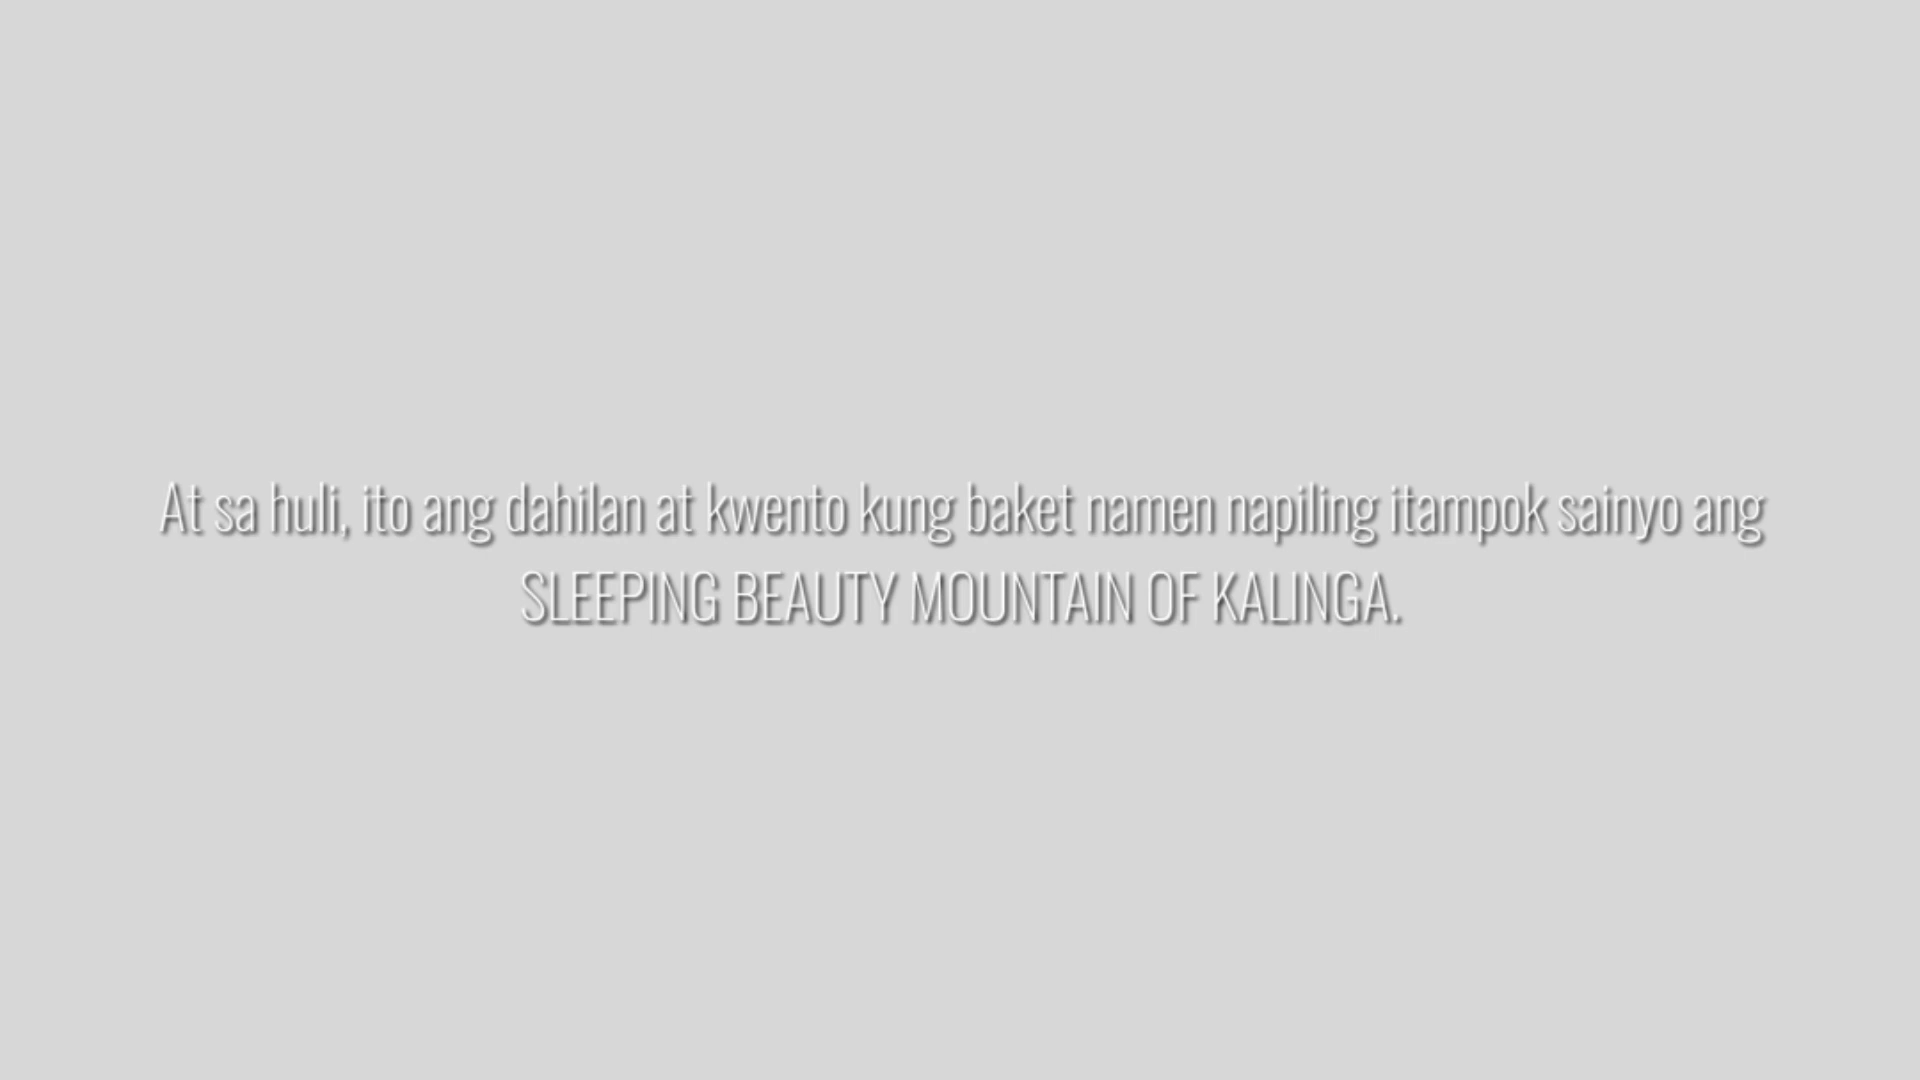 At sa huli, ito ang dahilan at kwento kung baket namen napiling itampok sainyo ang
SLEEPING BEAUTY MOUNTAIN OF KALINGA.